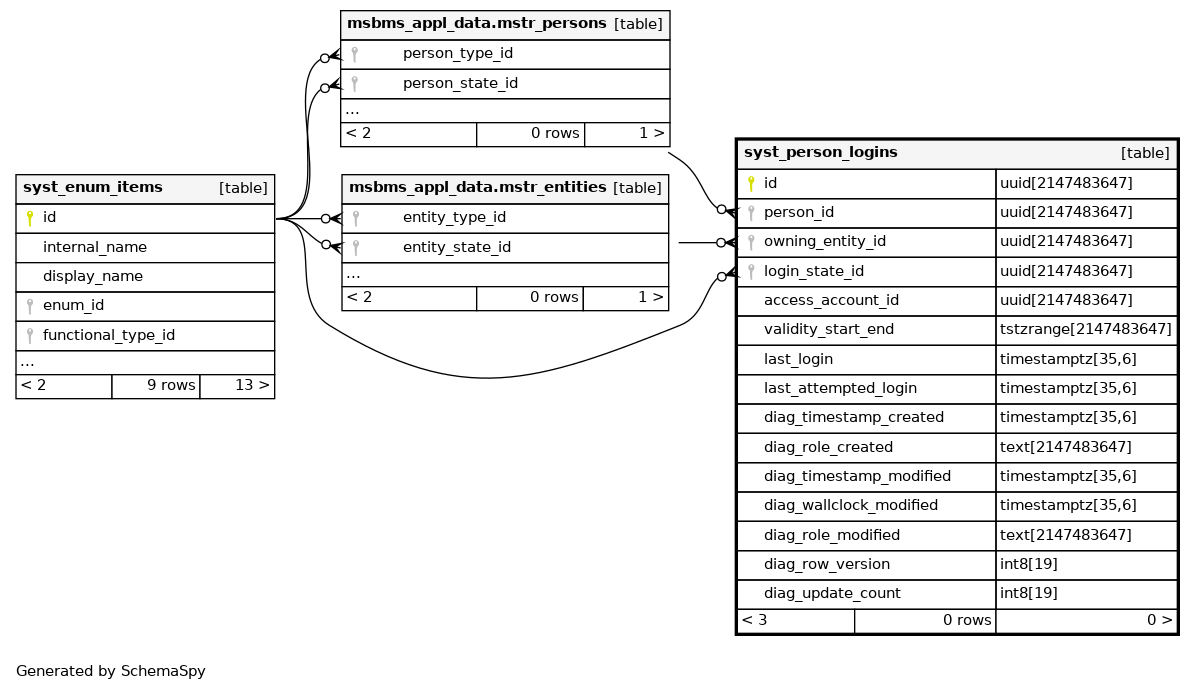 msbms_appl_data.mstr_persons [table]
person_type_id
person_state_id
...
< 2 0 rows 1 >
syst_enum_items [table]
id
internal_name
display_name
enum_id
functional_type_id
...
< 2 9 rows 13 >
msbms_appl_data.mstr_entities [table]
entity_type_id
entity_state_id
...
< 2 0 rows 1 >
syst_person_logins [table]
id uuid[2147483647]
person_id uuid[2147483647]
owning_entity_id uuid[2147483647]
login_state_id uuid[2147483647]
access_account_id uuid[2147483647]
validity_start_end tstzrange[2147483647]
last_login timestamptz[35,6]
last_attempted_login timestamptz[35,6]
diag_timestamp_created timestamptz[35,6]
diag_role_created text[2147483647]
diag_timestamp_modified timestamptz[35,6]
diag_wallclock_modified timestamptz[35,6]
diag_role_modified text[2147483647]
diag_row_version int8[19]
diag_update_count int8[19]
< 3 0 rows 0 >
Generated by SchemaSpy